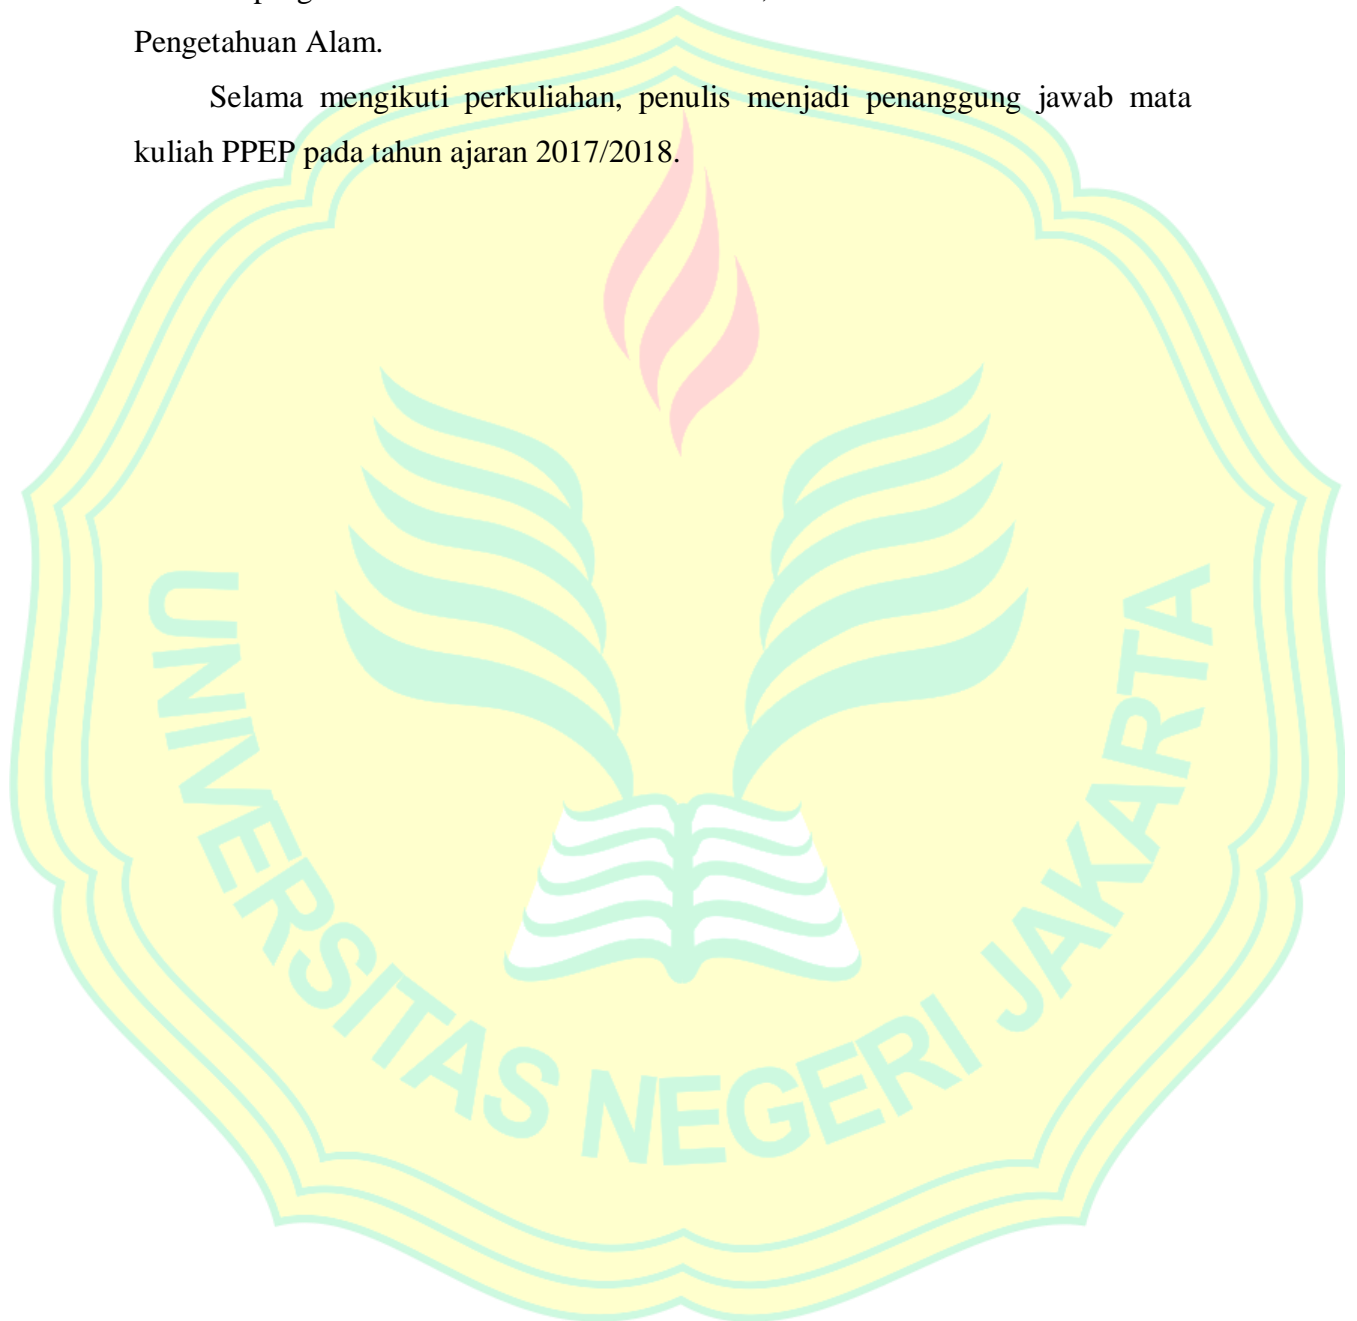 Pengetahuan Alam.
Selama mengikuti perkuliahan, penulis menjadi penanggung jawab mata
kuliah PPEP pada tahun ajaran 2017/2018.
UNIVERSITAS NEGERI JAKARTA